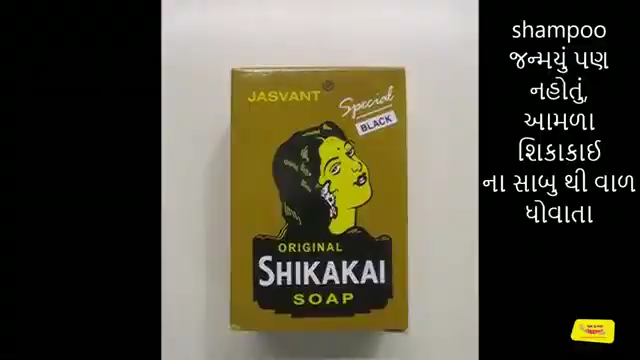 JASVANT
Special
BLACK
ORIGINAL
SHIKAKAI
SOAP
shampoo
જન્મયું પણ
નહોતું,
આમળા
શિકાકાઈ
ના સાબુ થી વાળ
ધોવાતા